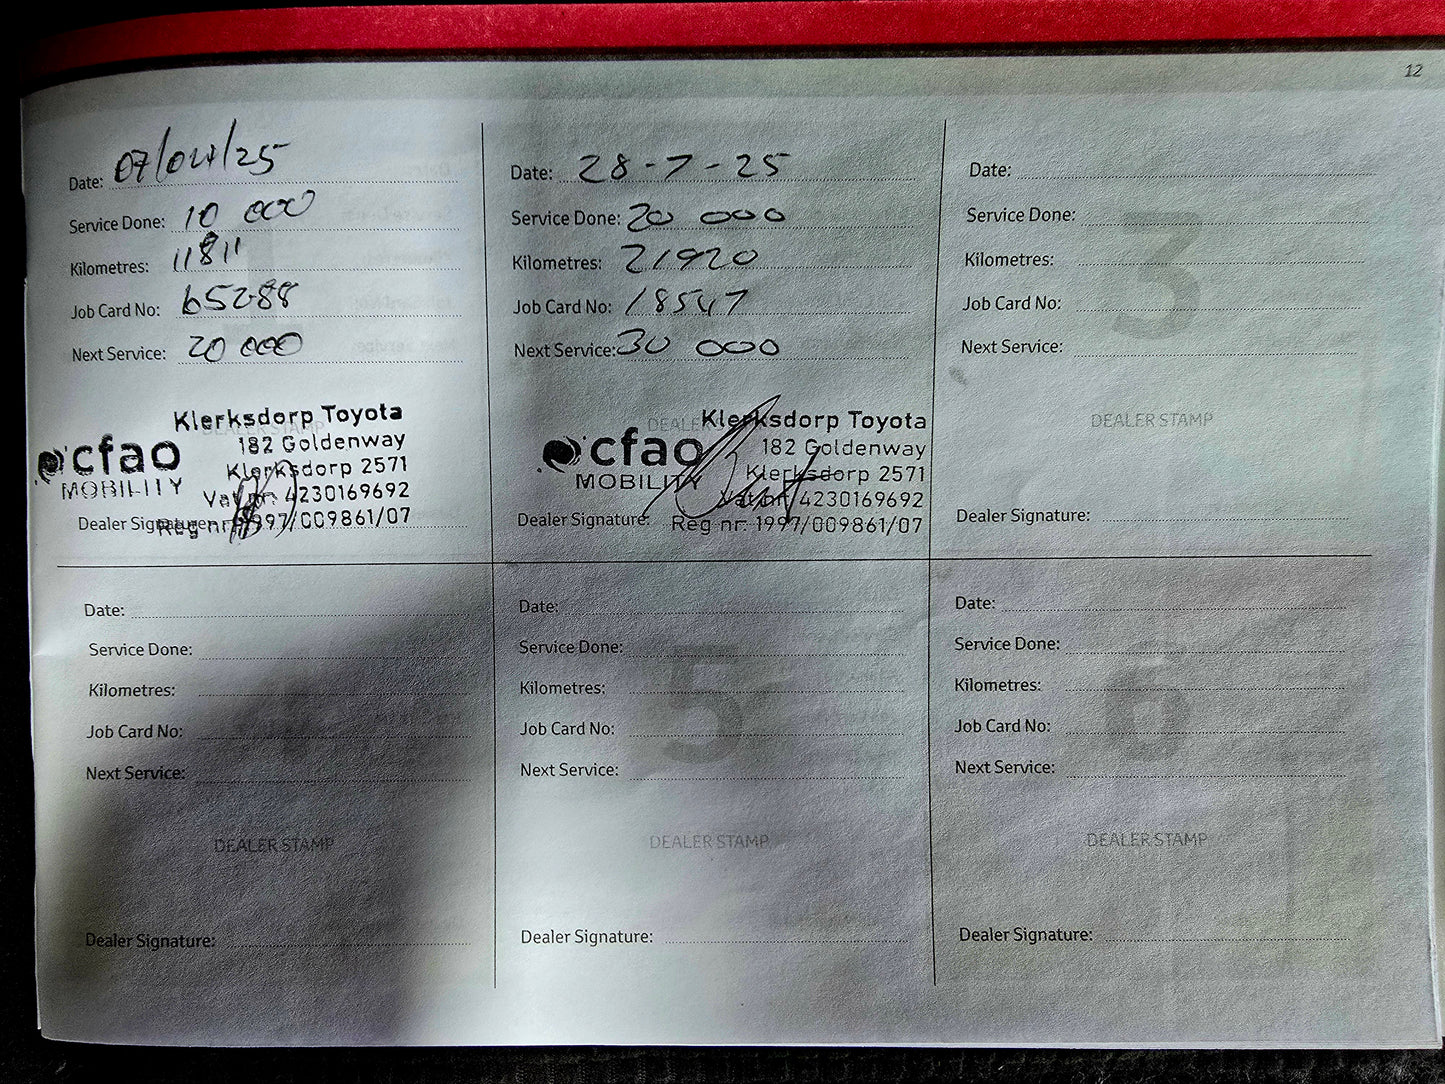 12
Date: 07/04/25
Service Done: 10 000
Kilometres: 11811
Job Card No: 65288
Next Service: 20 000
DEALER STAMP
Klerksdorp Toyota
182 Goldenway
cfao Klerksdorp 2571
MOBILITY Vat nr: 4230169692
Dealer Signature: Reg nr: 1997/009861/07
Date: 28-7-25
Service Done: 20 000
Kilometres: 21920
Job Card No: 18547
Next Service: 30 000
DEALER
Klerksdorp Toyota
182 Goldenway
cfao Klerksdorp 2571
MOBILITY Vat nr: 4230169692
Dealer Signature: Reg nr: 1997/009861/07
3
Date:
Service Done:
Kilometres:
Job Card No:
Next Service:
DEALER STAMP
Dealer Signature:
Date:
Service Done:
Kilometres:
Job Card No:
Next Service:
DEALER STAMP
Dealer Signature:
5
Date:
Service Done:
Kilometres:
Job Card No:
Next Service:
DEALER STAMP
Dealer Signature:
6
Date:
Service Done:
Kilometres:
Job Card No:
Next Service:
DEALER STAMP
Dealer Signature: